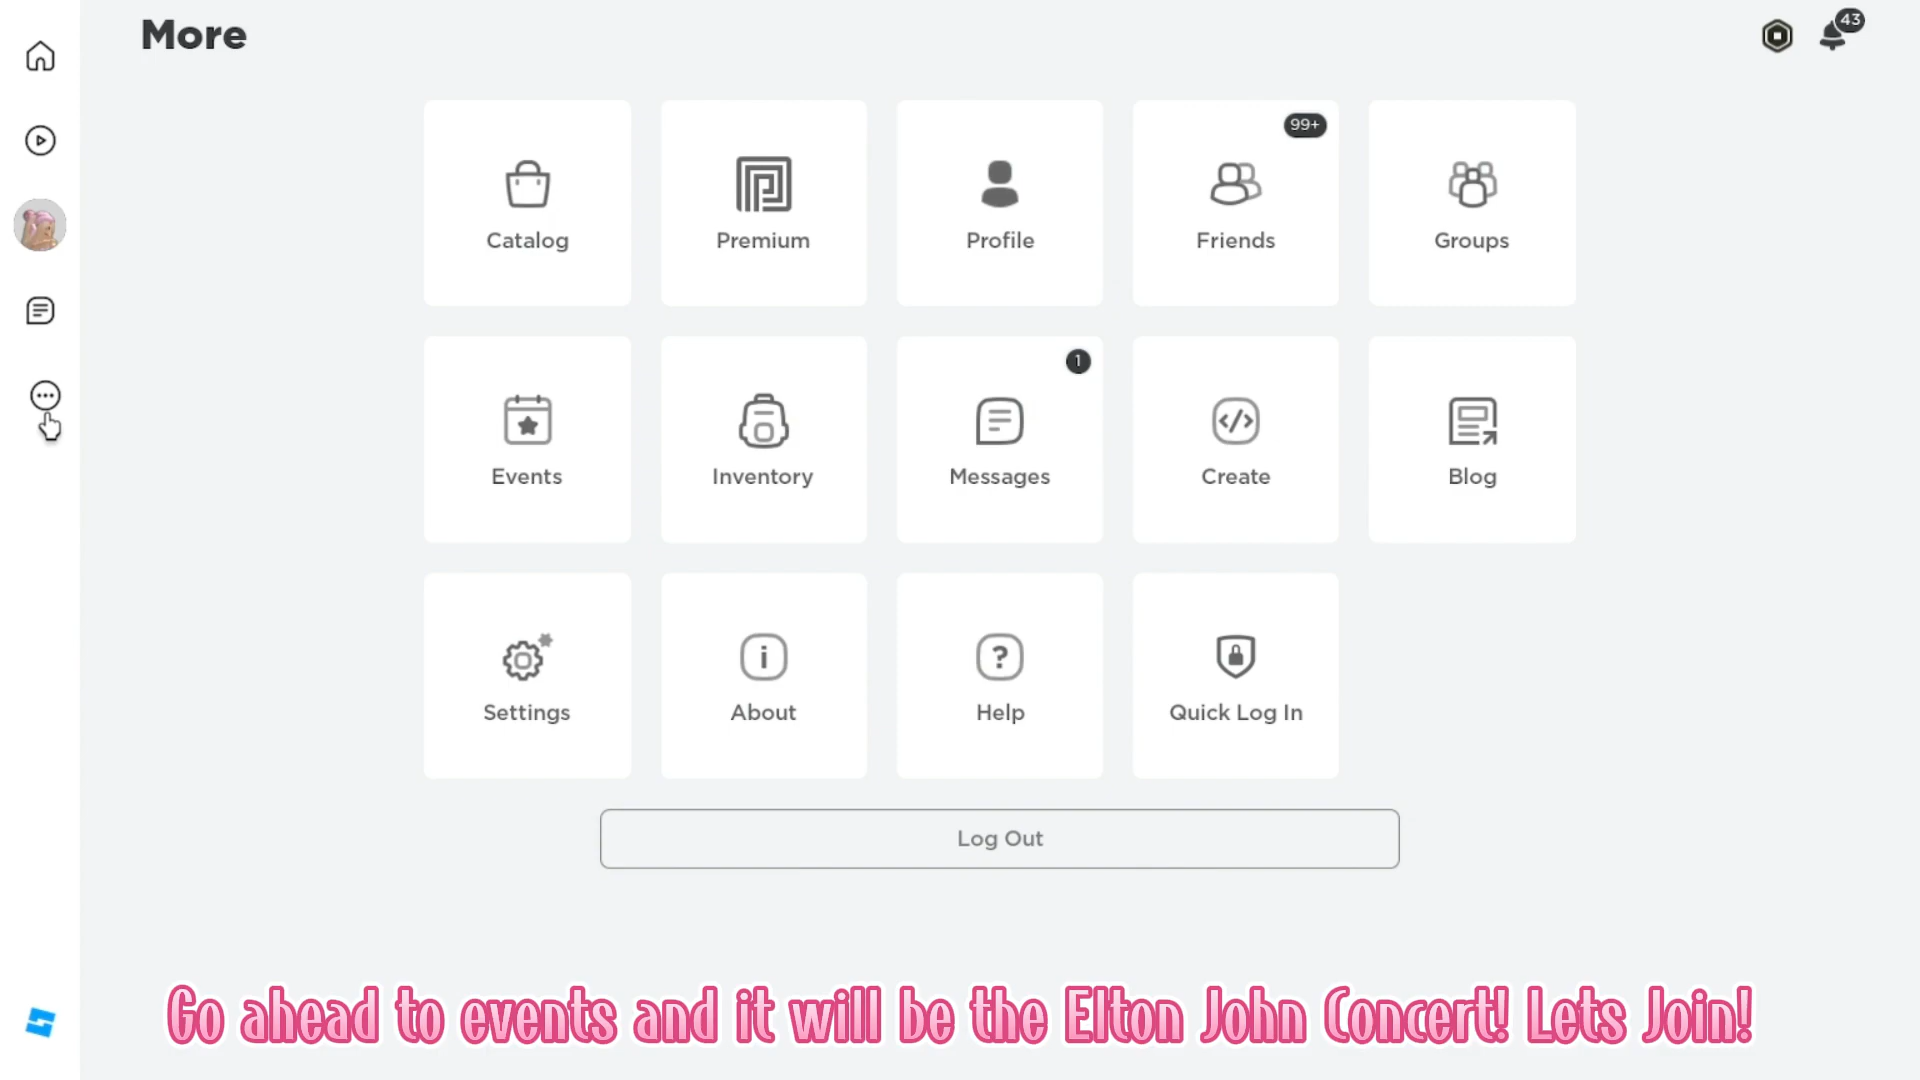 More
43
Catalog
Premium
Profile
99+
Friends
Groups
Events
Inventory
1
Messages
Create
Blog
Settings
About
Help
Quick Log In
Log Out
Go ahead to events and it will be the Elton John Concert! Lets Join!